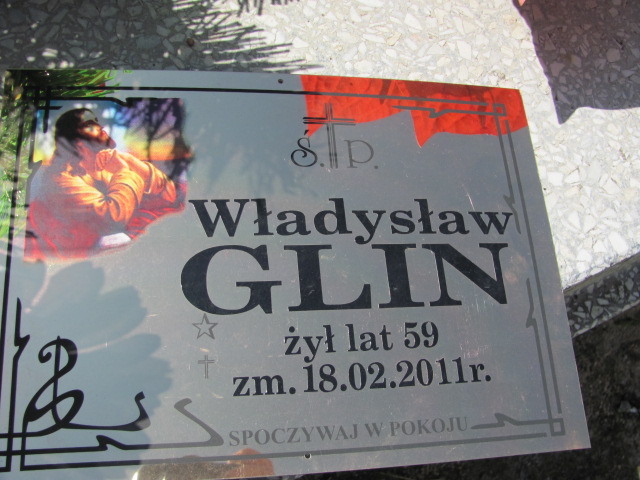 Ś. P.
Władysław
GLIN
żył lat 59
zm. 18.02.2011r.
SPOCZYWAJ W POKOJU